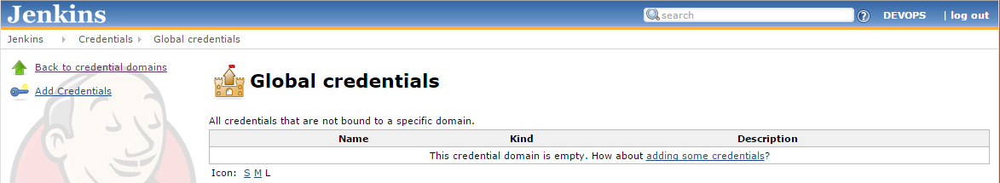 Jenkins
search DEVOPS | log out
Jenkins Credentials Global credentials
Back to credential domains
Add Credentials
Global credentials
All credentials that are not bound to a specific domain.
Name Kind Description
This credential domain is empty. How about adding some credentials?
Icon: S M L